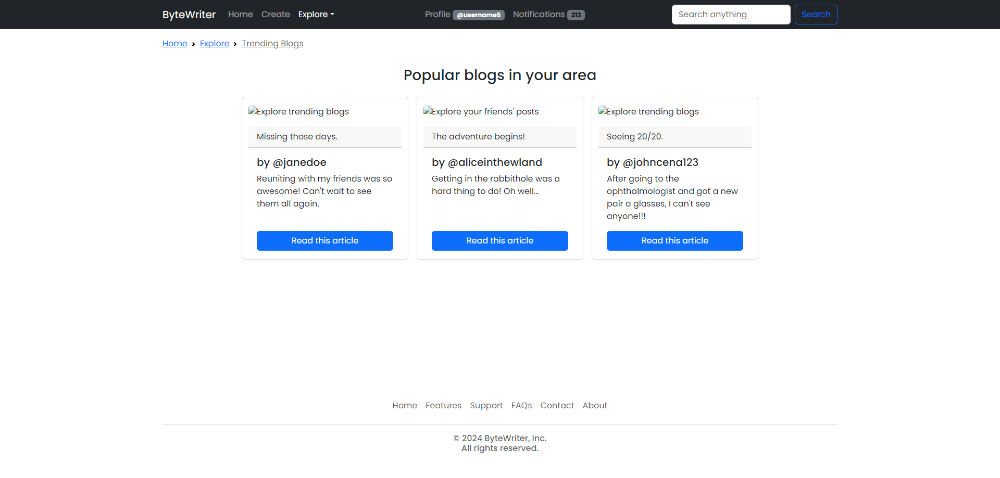 ByteWriter Home Create Explore Profile @username5 Notifications 213 Search anything Search
Home › Explore › Trending Blogs
Popular blogs in your area
Explore trending blogs
Missing those days.
by @janedoe
Reuniting with my friends was so
awesome! Can't wait to see
them all again.
Read this article
Explore your friends' posts
The adventure begins!
by @aliceinthewland
Getting in the rabbithole was a
hard thing to do! Oh well...
Read this article
Explore trending blogs
Seeing 20/20.
by @johncena123
After going to the
ophthalmologist and got a new
pair a glasses, I can't see
anyone!!!
Read this article
Home Features Support FAQs Contact About
© 2024 ByteWriter, Inc.
All rights reserved.